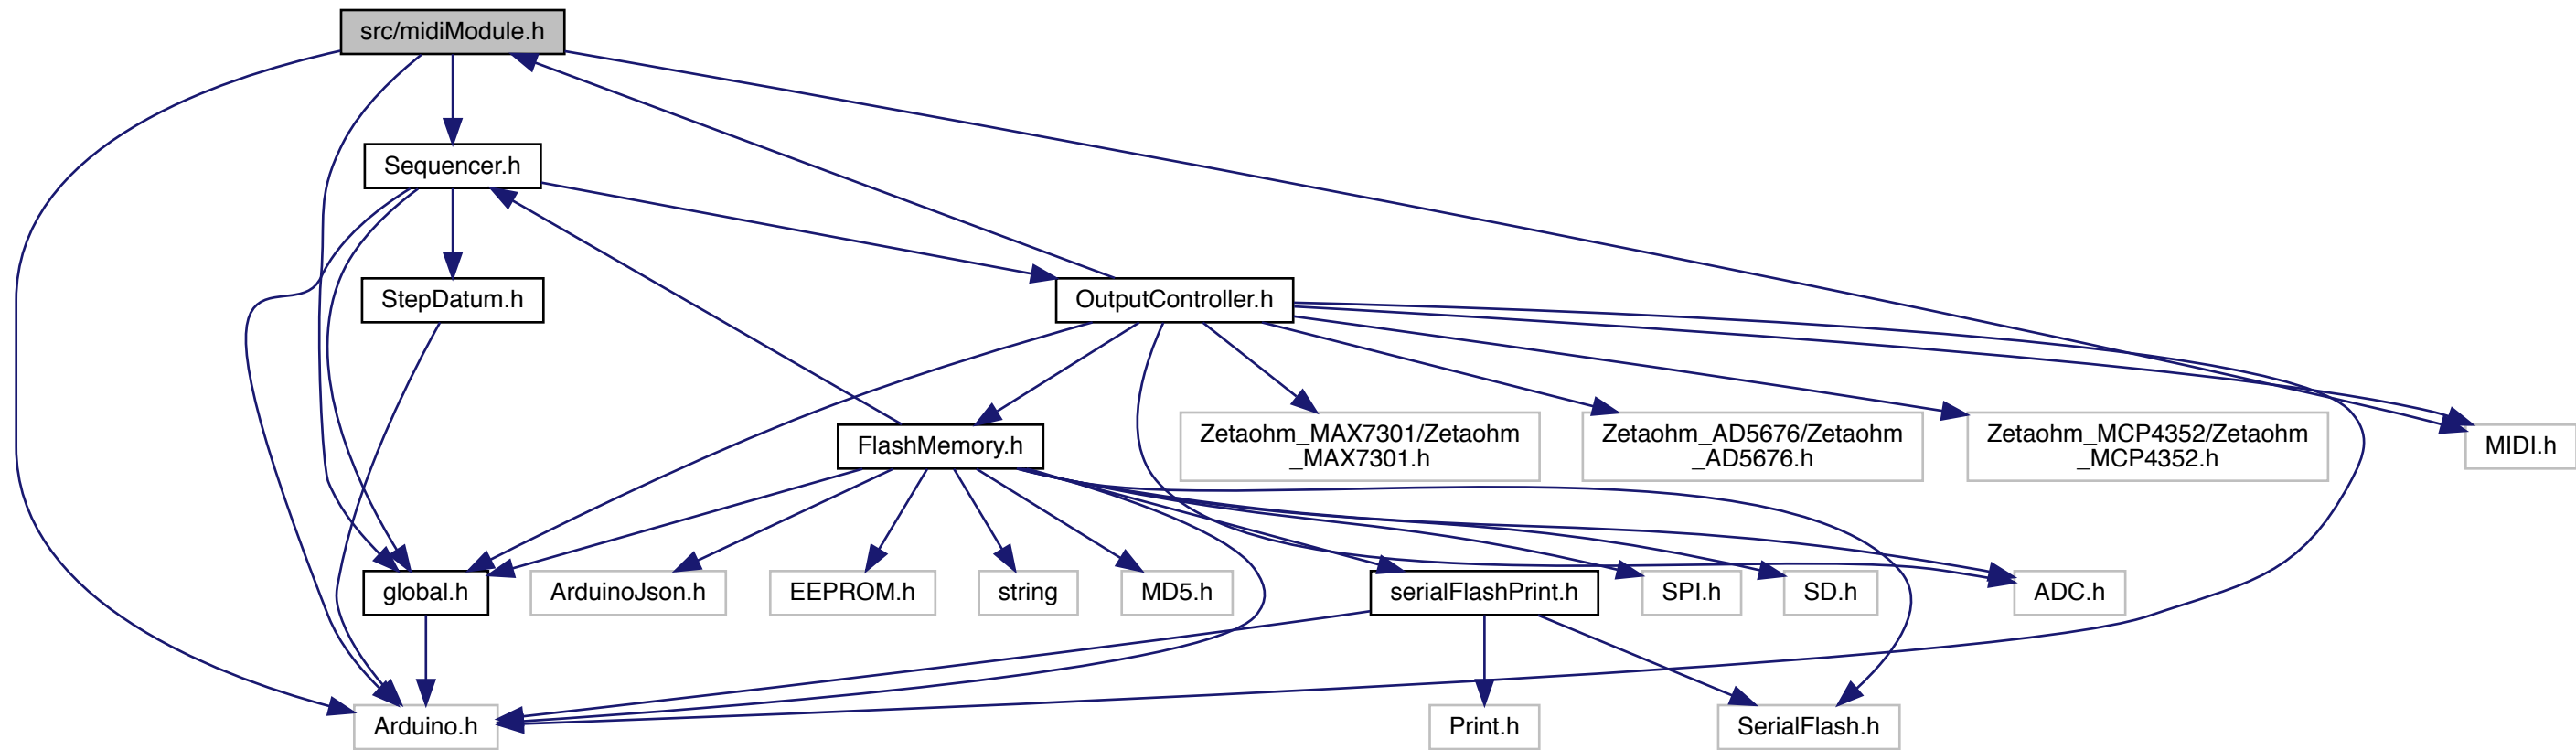 src/midiModule.h
Sequencer.h
StepDatum.h
OutputController.h
FlashMemory.h
Zetaohm_MAX7301/Zetaohm
_MAX7301.h
Zetaohm_AD5676/Zetaohm
_AD5676.h
Zetaohm_MCP4352/Zetaohm
_MCP4352.h
MIDI.h
global.h
ArduinoJson.h
EEPROM.h
string
MD5.h
serialFlashPrint.h
SPI.h
SD.h
ADC.h
Arduino.h
Print.h
SerialFlash.h